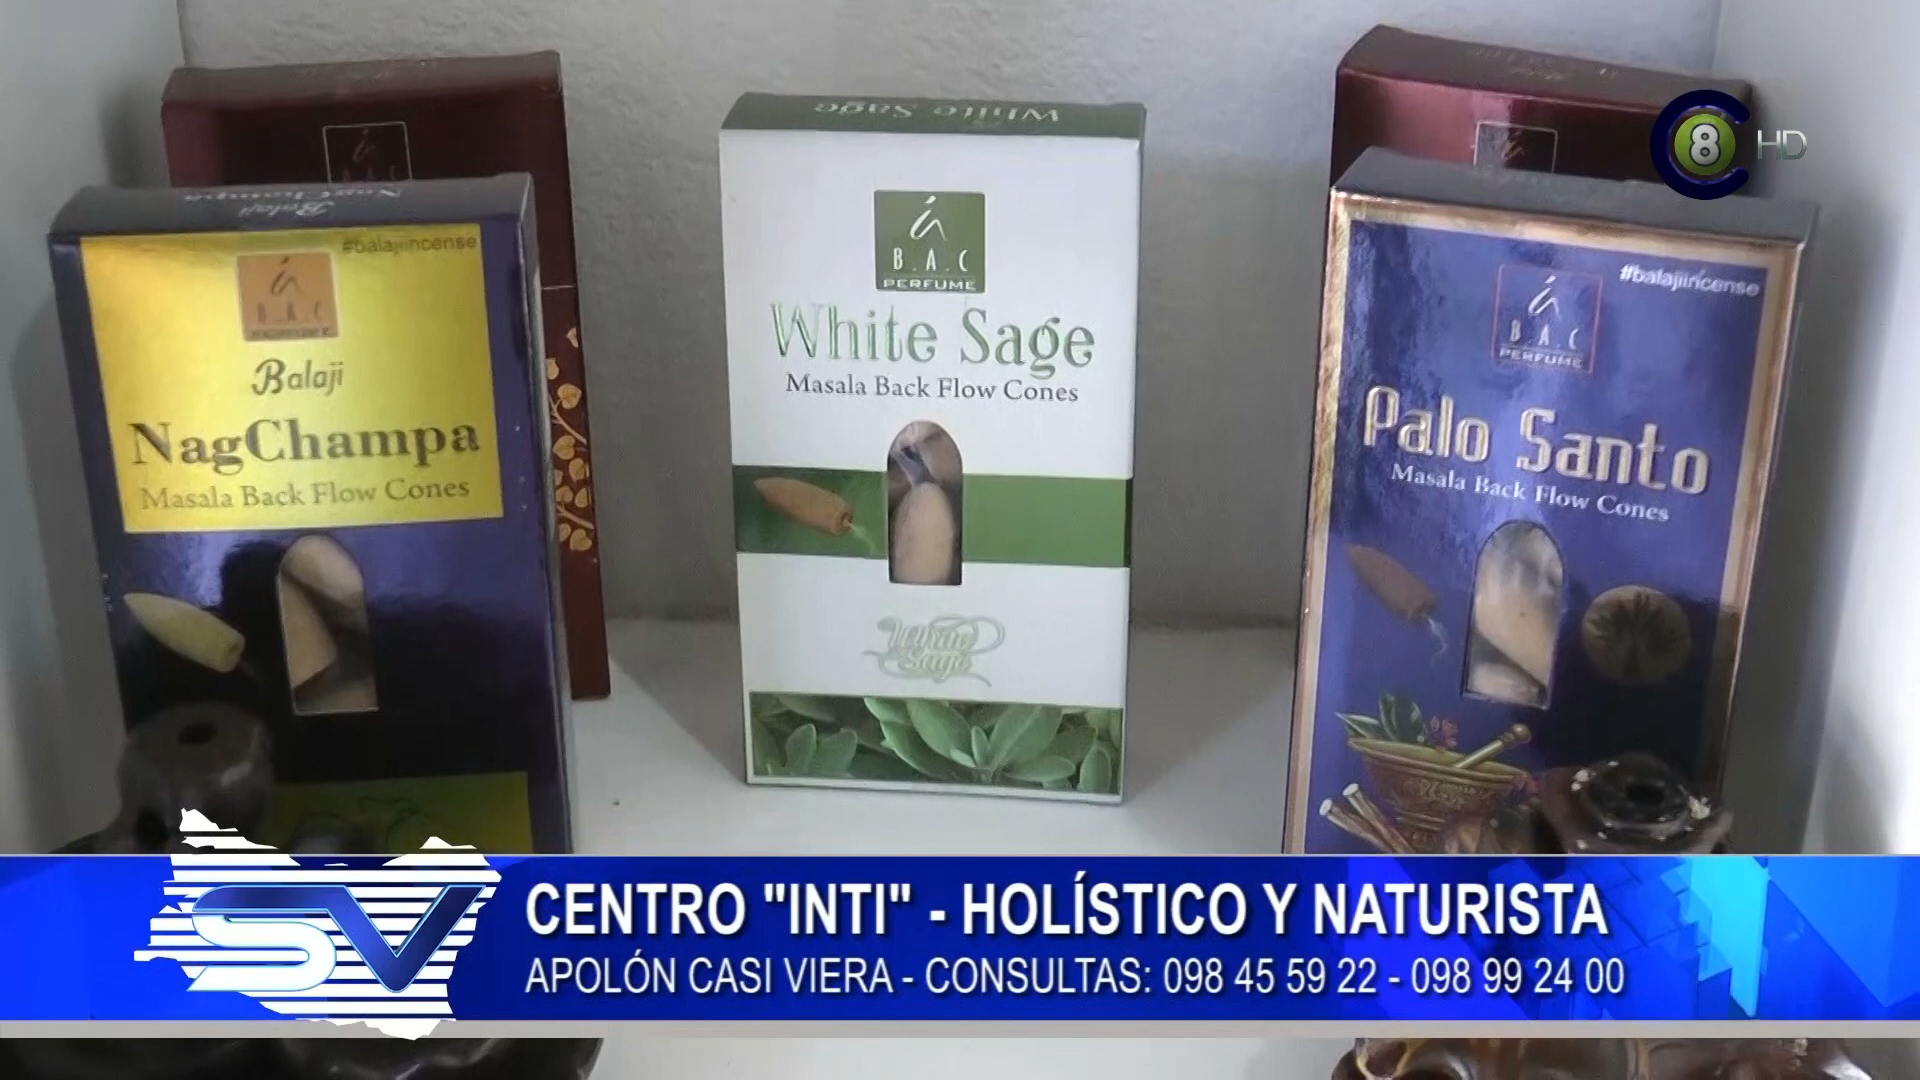 8 HD
White Sage
B.A.C
NagChampa
Balaji
#balajiincense
B.A.C
Balaji
NagChampa
Masala Back Flow Cones
B.A.C
PERFUME
White Sage
Masala Back Flow Cones
White
Sage
#balajiincense
B.A.C
PERFUME
Palo Santo
Masala Back Flow Cones
SV
CENTRO "INTI" - HOLÍSTICO Y NATURISTA
APOLÓN CASI VIERA - CONSULTAS: 098 45 59 22 - 098 99 24 00